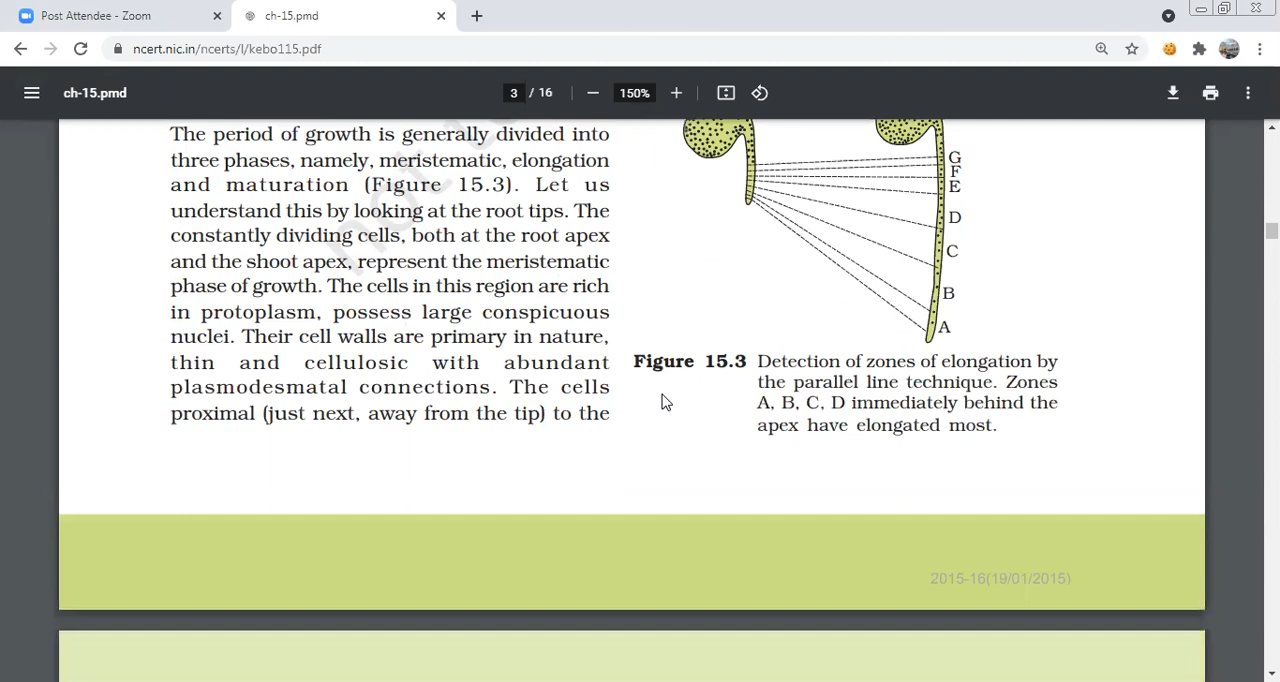 Post Attendee - Zoom
ch-15.pmd
ncert.nic.in/ncerts/l/kebo115.pdf
ch-15.pmd
3 / 16
150%
The period of growth is generally divided into
three phases, namely, meristematic, elongation
and maturation (Figure 15.3). Let us
understand this by looking at the root tips. The
constantly dividing cells, both at the root apex
and the shoot apex, represent the meristematic
phase of growth. The cells in this region are rich
in protoplasm, possess large conspicuous
nuclei. Their cell walls are primary in nature,
thin and cellulosic with abundant
plasmodesmatal connections. The cells
proximal (just next, away from the tip) to the
G
F
E
D
C
B
A
Figure 15.3 Detection of zones of elongation by
the parallel line technique. Zones
A, B, C, D immediately behind the
apex have elongated most.
2015-16(19/01/2015)